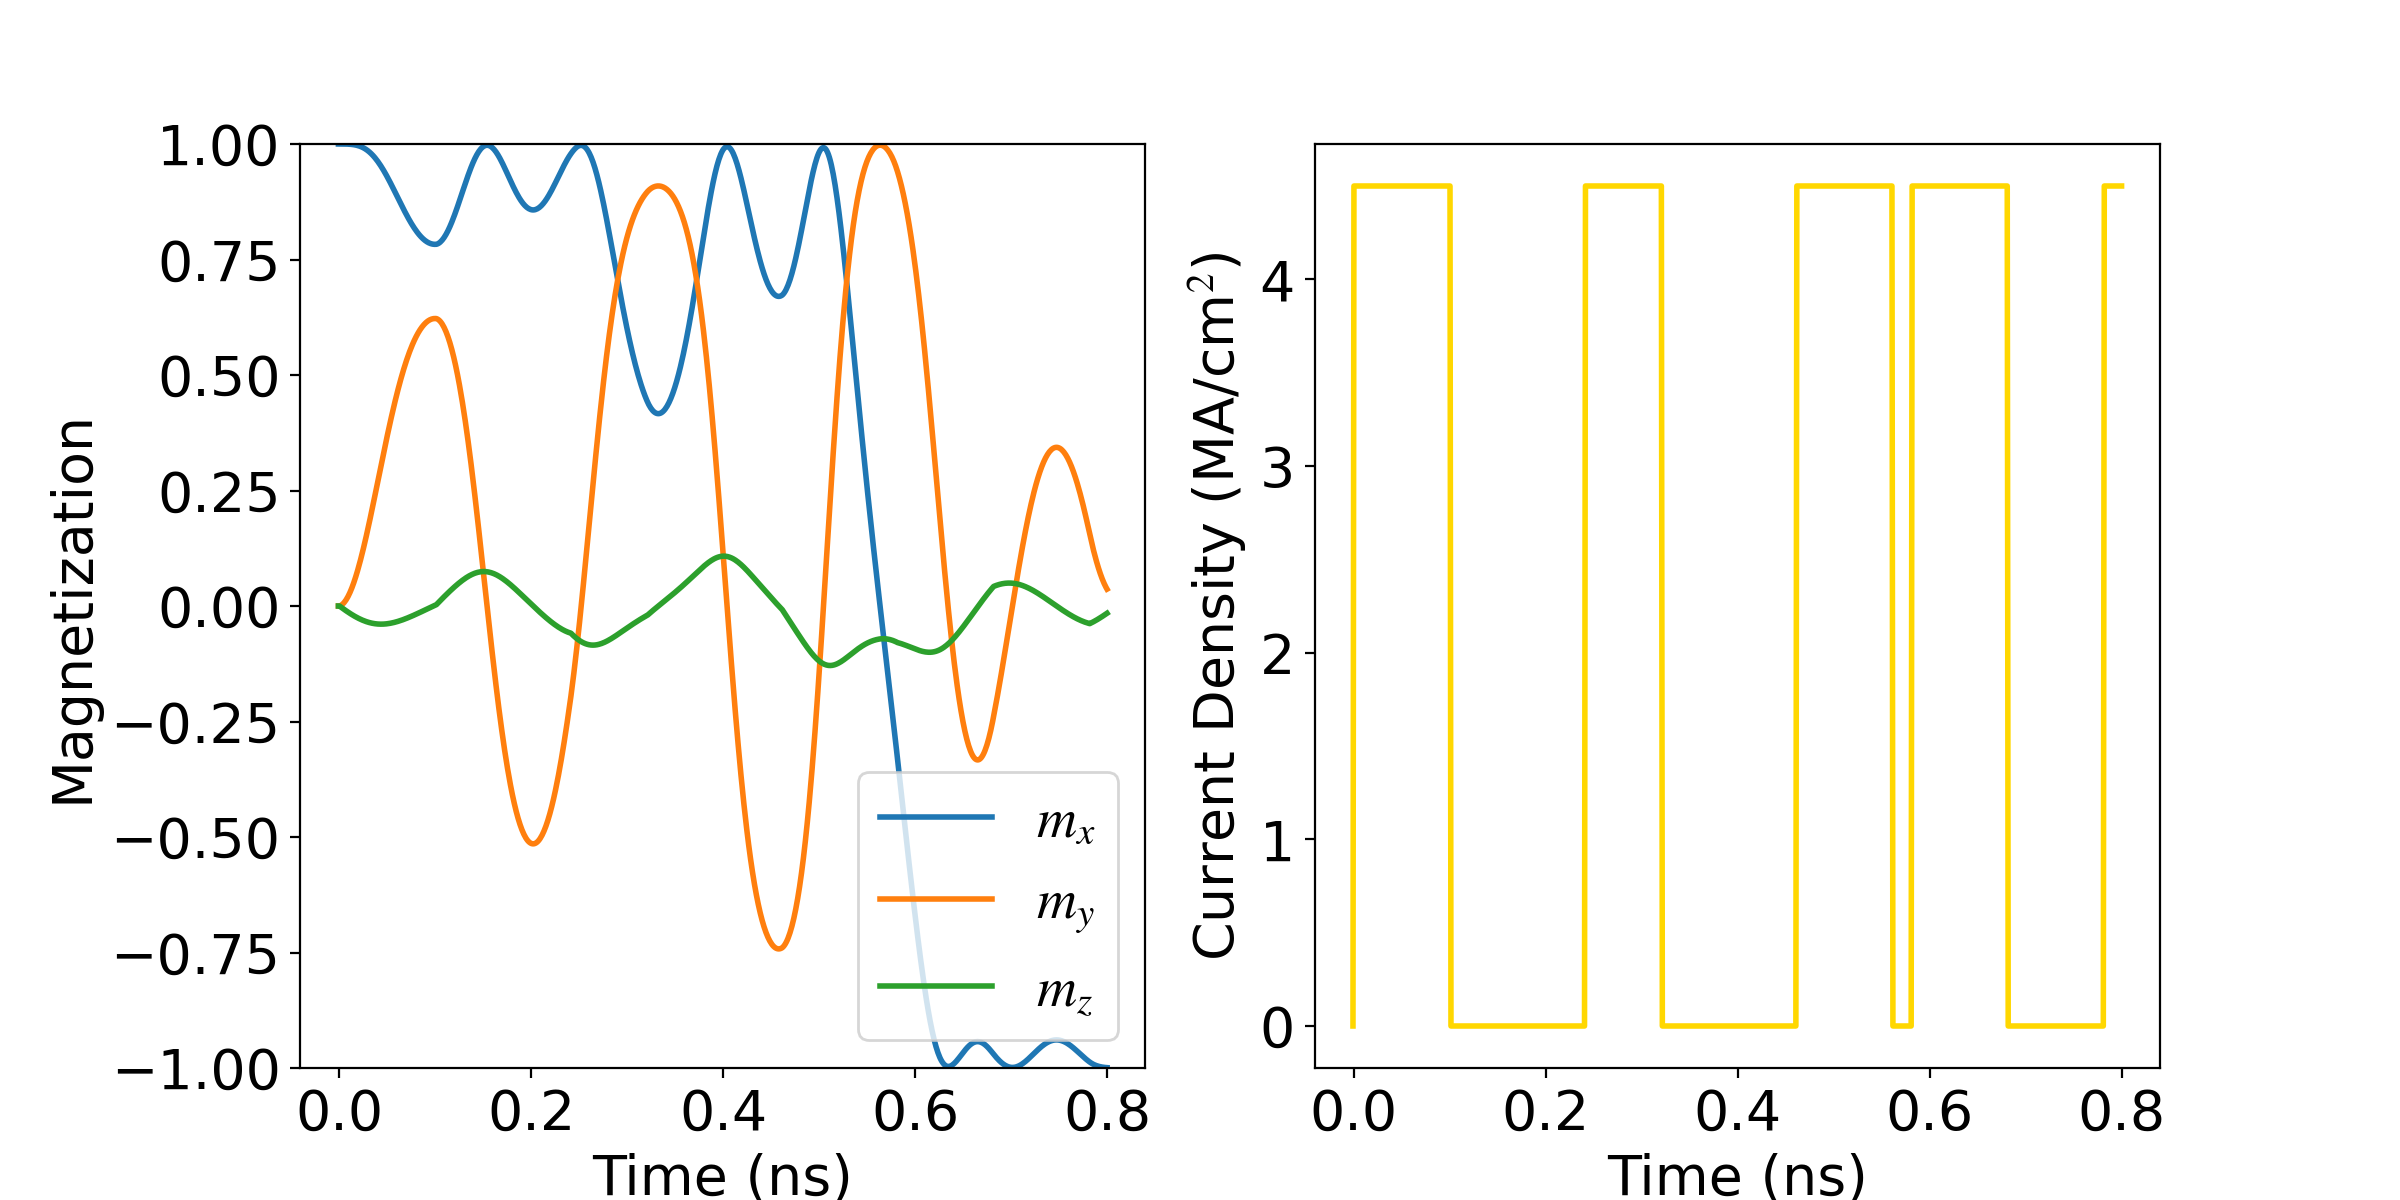 Magnetization
1.00
0.75
0.50
0.25
0.00
−0.25
−0.50
−0.75
−1.00
0.0 0.2 0.4 0.6 0.8
Time (ns)
m_x
m_y
m_z
Current Density (MA/cm²)
4
3
2
1
0
0.0 0.2 0.4 0.6 0.8
Time (ns)